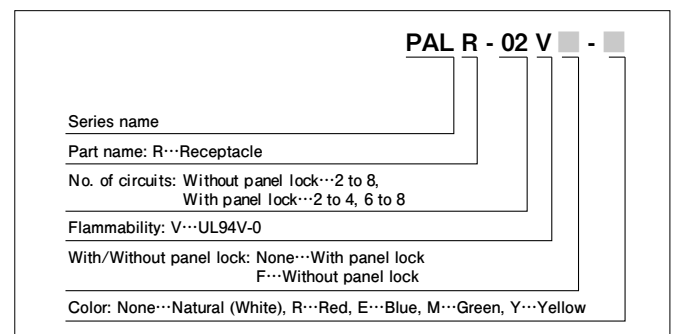 PAL R - 02 V -
Series name
Part name: R…Receptacle
No. of circuits: Without panel lock…2 to 8,
With panel lock…2 to 4, 6 to 8
Flammability: V…UL94V-0
With/Without panel lock: None…With panel lock
F…Without panel lock
Color: None…Natural (White), R…Red, E…Blue, M…Green, Y…Yellow